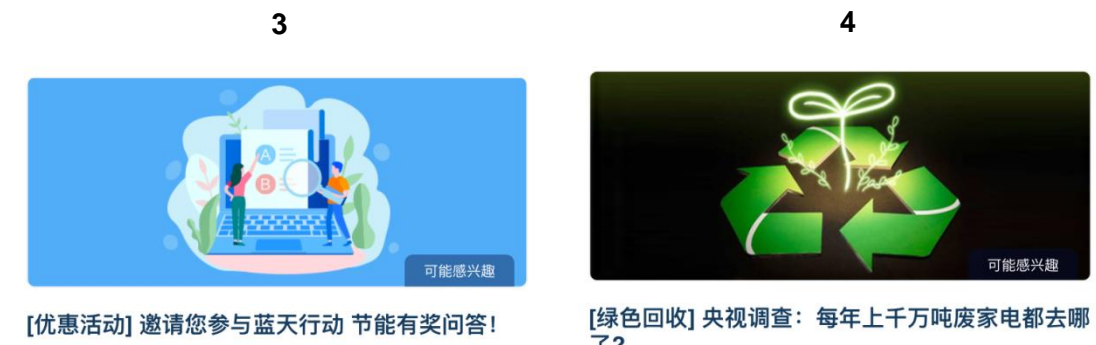 3
4
A
B
可能感兴趣
可能感兴趣
[优惠活动] 邀请您参与蓝天行动 节能有奖问答！
[绿色回收] 央视调查：每年上千万吨废家电都去哪
了？